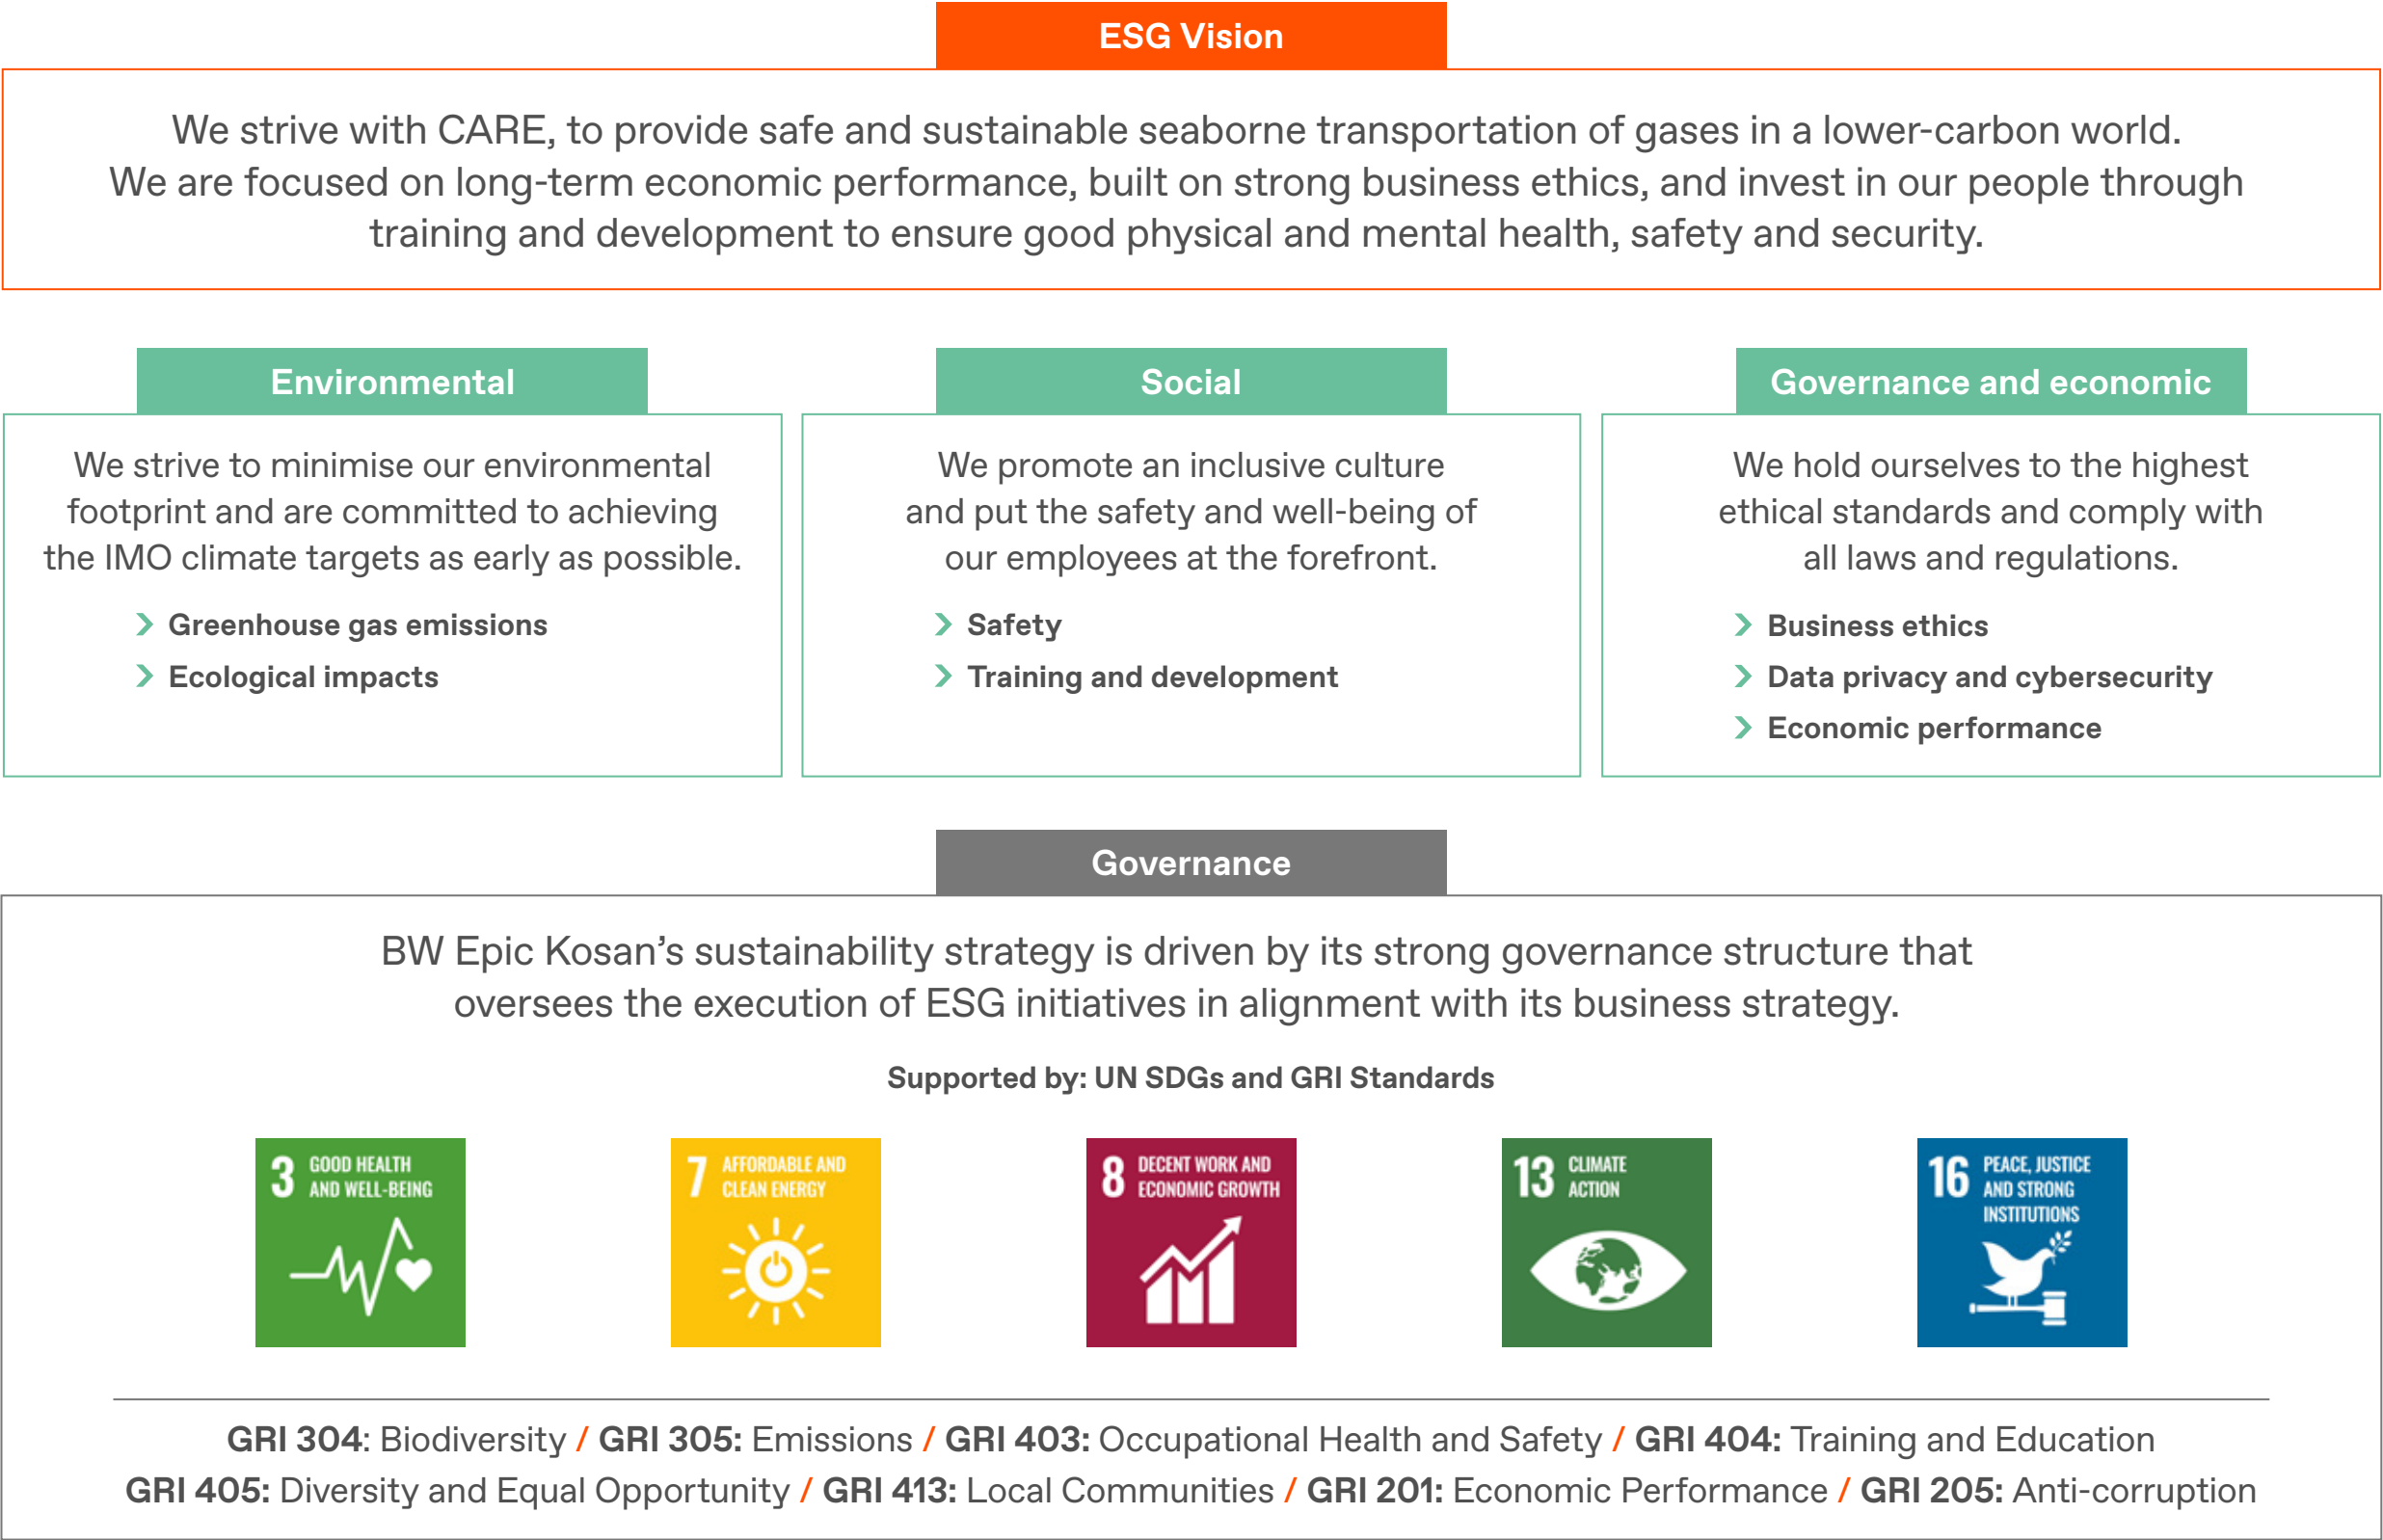 ESG Vision
We strive with CARE, to provide safe and sustainable seaborne transportation of gases in a lower-carbon world.
We are focused on long-term economic performance, built on strong business ethics, and invest in our people through
training and development to ensure good physical and mental health, safety and security.
Environmental
We strive to minimise our environmental
footprint and are committed to achieving
the IMO climate targets as early as possible.
Greenhouse gas emissions
Ecological impacts
Social
We promote an inclusive culture
and put the safety and well-being of
our employees at the forefront.
Safety
Training and development
Governance and economic
We hold ourselves to the highest
ethical standards and comply with
all laws and regulations.
Business ethics
Data privacy and cybersecurity
Economic performance
Governance
BW Epic Kosan’s sustainability strategy is driven by its strong governance structure that
oversees the execution of ESG initiatives in alignment with its business strategy.
Supported by: UN SDGs and GRI Standards
3 GOOD HEALTH
AND WELL-BEING
7 AFFORDABLE AND
CLEAN ENERGY
8 DECENT WORK AND
ECONOMIC GROWTH
13 CLIMATE
ACTION
16 PEACE, JUSTICE
AND STRONG
INSTITUTIONS
GRI 304: Biodiversity / GRI 305: Emissions / GRI 403: Occupational Health and Safety / GRI 404: Training and Education
GRI 405: Diversity and Equal Opportunity / GRI 413: Local Communities / GRI 201: Economic Performance / GRI 205: Anti-corruption